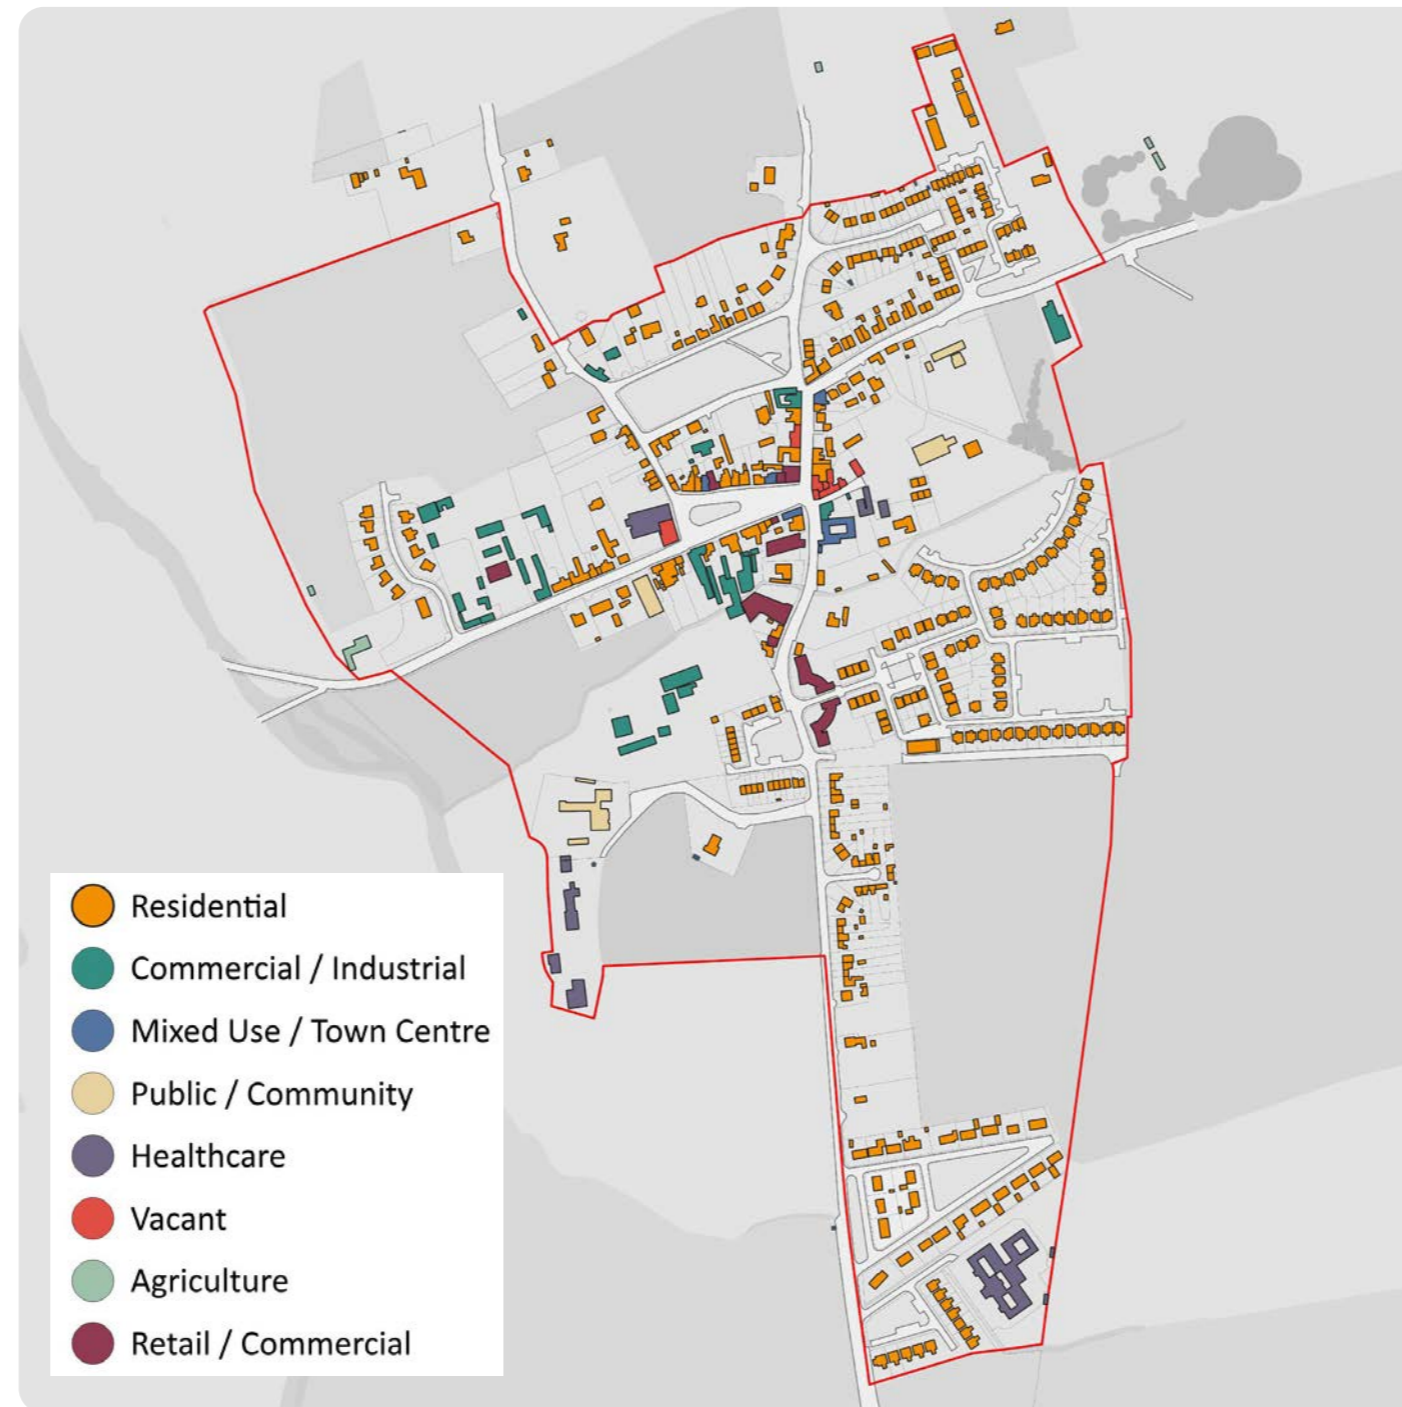 Residential
Commercial / Industrial
Mixed Use / Town Centre
Public / Community
Healthcare
Vacant
Agriculture
Retail / Commercial